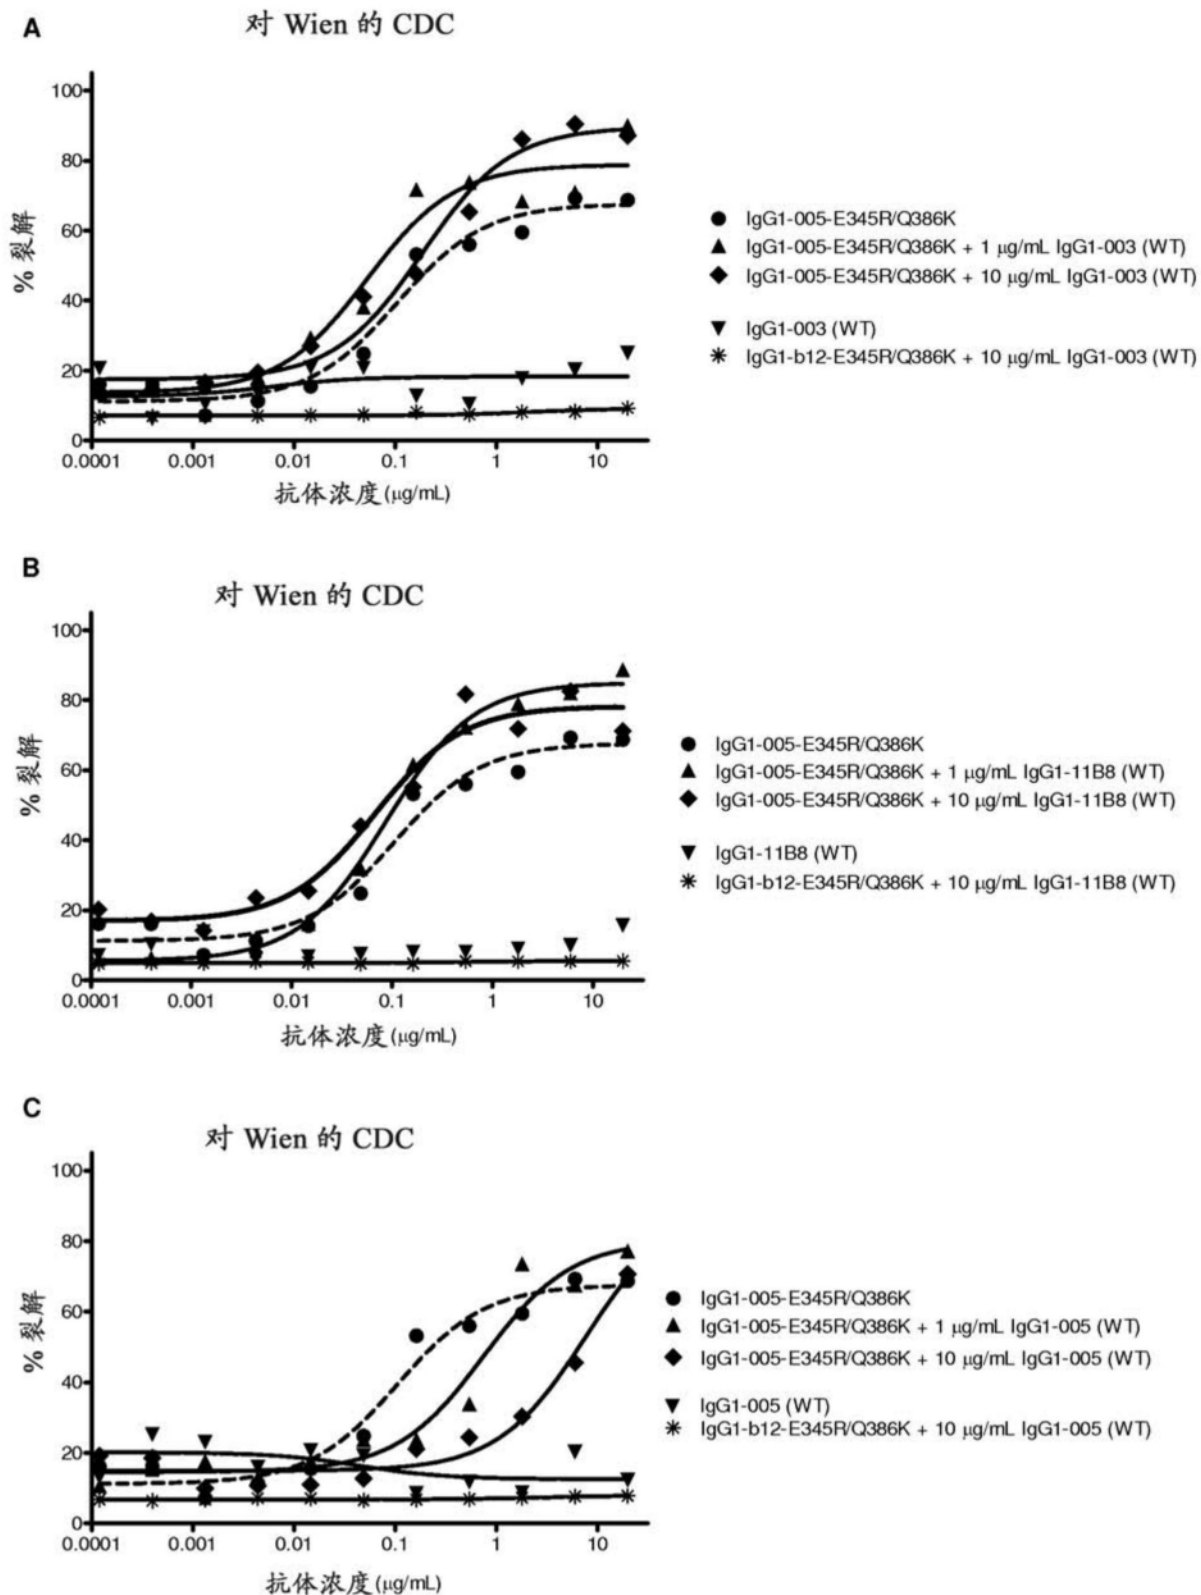 A
对 Wien 的 CDC
100
80
60
40
20
0
% 裂解
0.0001 0.001 0.01 0.1 1 10
抗体浓度(μg/mL)
IgG1-005-E345R/Q386K
IgG1-005-E345R/Q386K + 1 μg/mL IgG1-003 (WT)
IgG1-005-E345R/Q386K + 10 μg/mL IgG1-003 (WT)
IgG1-003 (WT)
IgG1-b12-E345R/Q386K + 10 μg/mL IgG1-003 (WT)
B
对 Wien 的 CDC
100
80
60
40
20
0
% 裂解
0.0001 0.001 0.01 0.1 1 10
抗体浓度(μg/mL)
IgG1-005-E345R/Q386K
IgG1-005-E345R/Q386K + 1 μg/mL IgG1-11B8 (WT)
IgG1-005-E345R/Q386K + 10 μg/mL IgG1-11B8 (WT)
IgG1-11B8 (WT)
IgG1-b12-E345R/Q386K + 10 μg/mL IgG1-11B8 (WT)
C
对 Wien 的 CDC
100
80
60
40
20
0
% 裂解
0.0001 0.001 0.01 0.1 1 10
抗体浓度(μg/mL)
IgG1-005-E345R/Q386K
IgG1-005-E345R/Q386K + 1 μg/mL IgG1-005 (WT)
IgG1-005-E345R/Q386K + 10 μg/mL IgG1-005 (WT)
IgG1-005 (WT)
IgG1-b12-E345R/Q386K + 10 μg/mL IgG1-005 (WT)